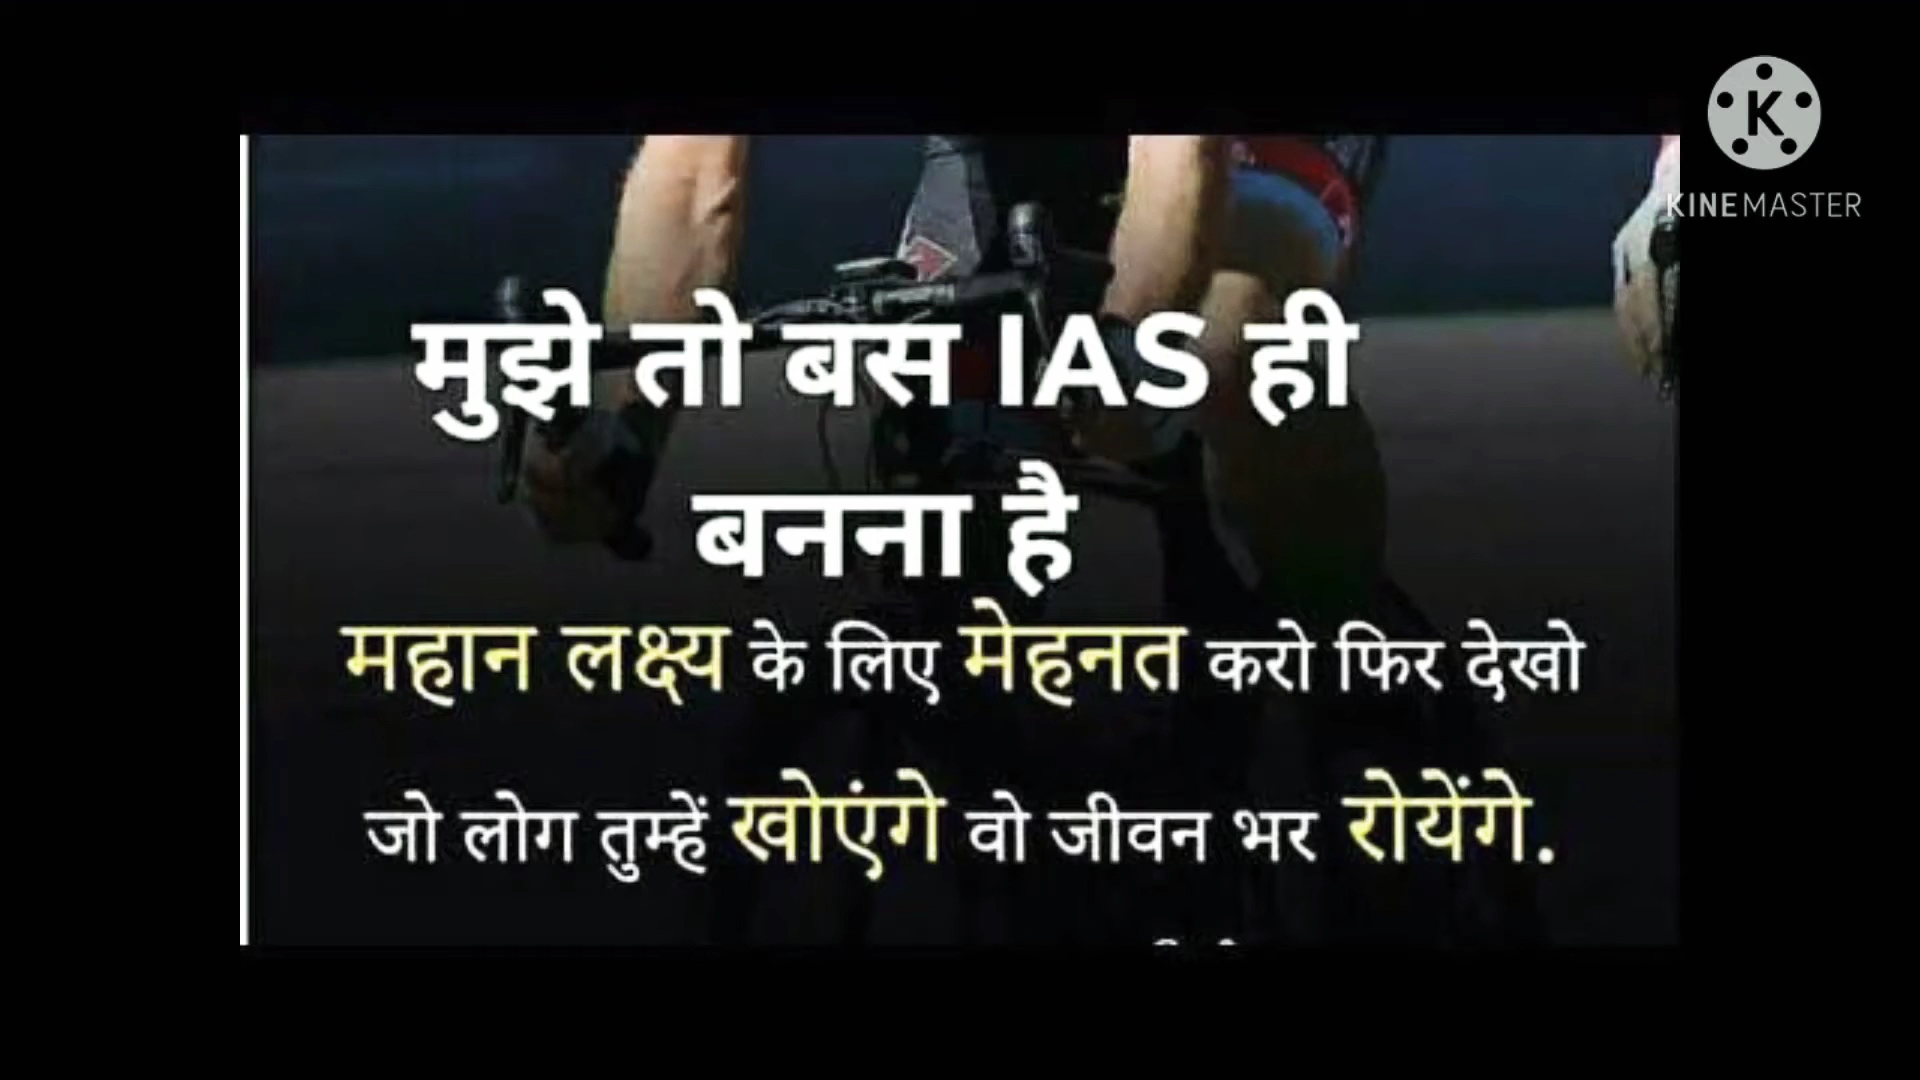 K
KINEMASTER
मुझे तो बस IAS ही
बनना है
महान लक्ष्य के लिए मेहनत करो फिर देखो
जो लोग तुम्हें खोएंगे वो जीवन भर रोयेंगे.